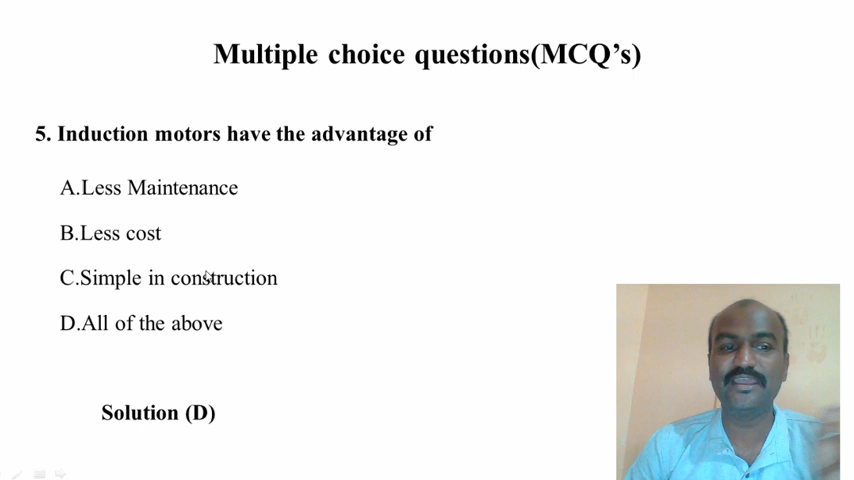 Multiple choice questions(MCQ’s)
5. Induction motors have the advantage of
A.Less Maintenance
B.Less cost
C.Simple in construction
D.All of the above
Solution (D)